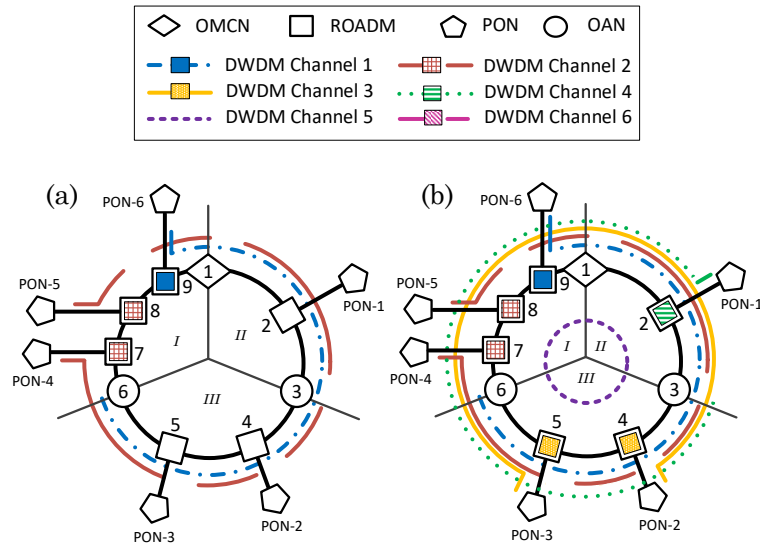 OMCN ROADM PON OAN
DWDM Channel 1 DWDM Channel 2
DWDM Channel 3 DWDM Channel 4
DWDM Channel 5 DWDM Channel 6
(a)
PON-6
PON-5
PON-4
PON-1
PON-3
PON-2
1
2
3
4
5
6
7
8
9
I
II
III
(b)
PON-6
PON-5
PON-4
PON-1
PON-3
PON-2
1
2
3
4
5
6
7
8
9
I
II
III